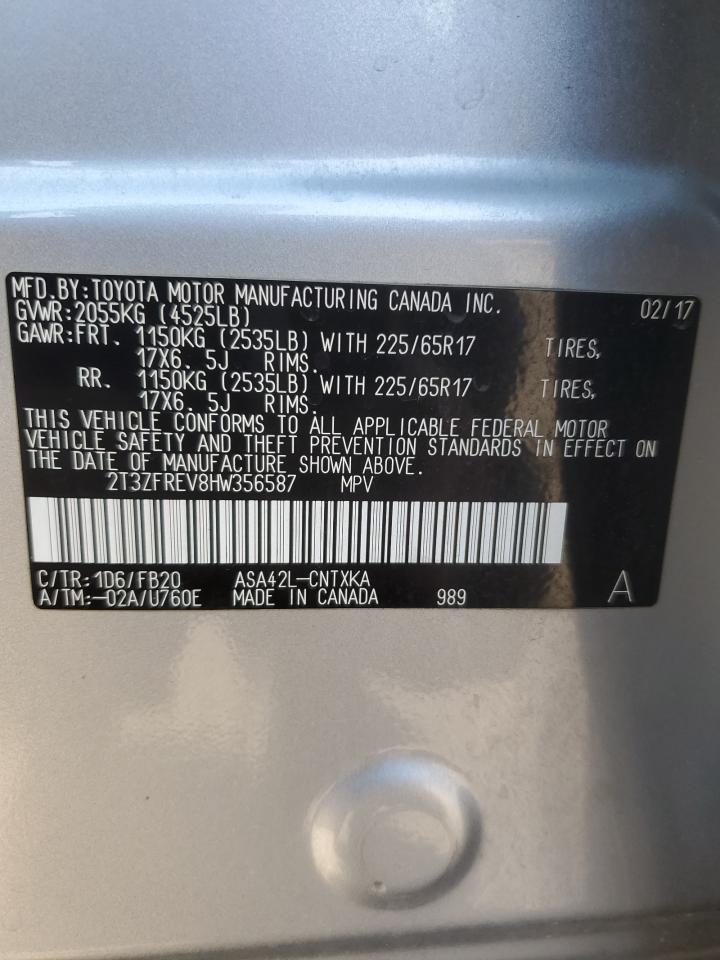 MFD.BY:TOYOTA MOTOR MANUFACTURING CANADA INC. 02/17
GVWR:2055KG (4525LB)
GAWR:FRT. 1150KG (2535LB) WITH 225/65R17 TIRES,
17X6. 5J RIMS.
RR. 1150KG (2535LB) WITH 225/65R17 TIRES,
17X6. 5J RIMS.
THIS VEHICLE CONFORMS TO ALL APPLICABLE FEDERAL MOTOR
VEHICLE SAFETY AND THEFT PREVENTION STANDARDS IN EFFECT ON
THE DATE OF MANUFACTURE SHOWN ABOVE.
2T3ZFREV8HW356587 MPV
C/TR:1D6/FB20 ASA42L-CNTXKA
A/TM:-02A/U760E MADE IN CANADA 989 A